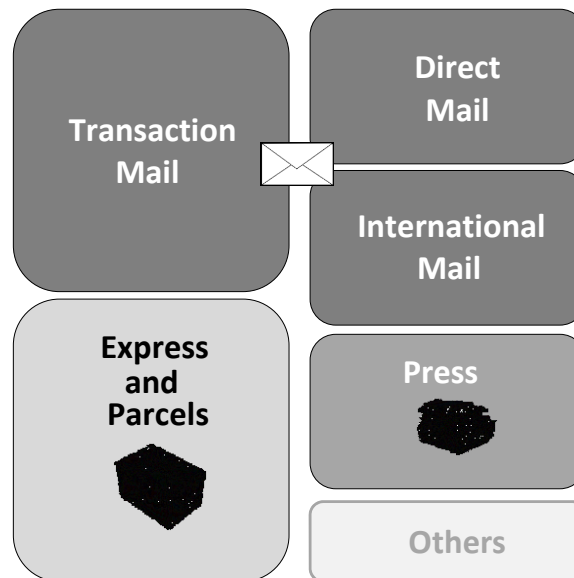 Transaction
Mail
Direct
Mail
International
Mail
Express
and
Parcels
Press
Others